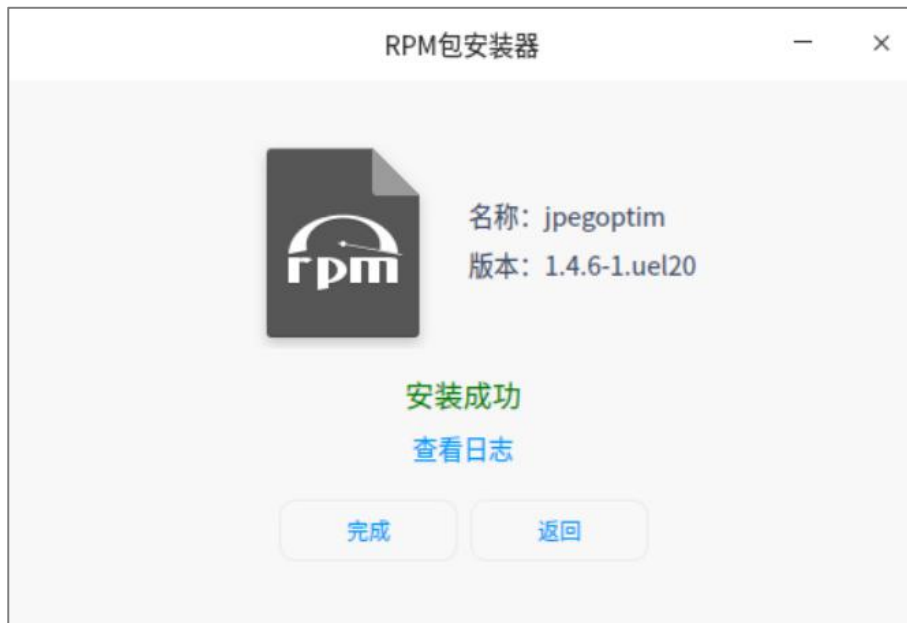 RPM包安装器
rpm
名称：jpegoptim
版本：1.4.6-1.uel20
安装成功
查看日志
完成
返回